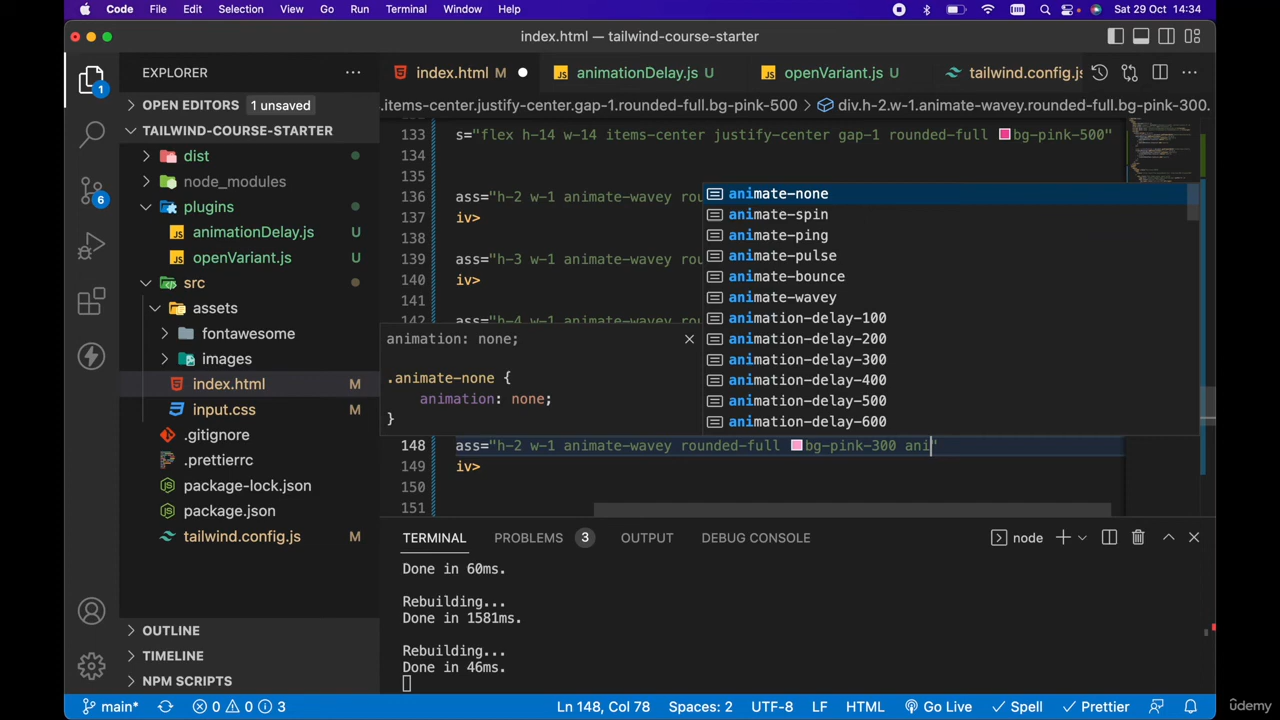 Code File Edit Selection View Go Run Terminal Window Help Sat 29 Oct 14:34
index.html — tailwind-course-starter
EXPLORER
index.html M
animationDelay.js U
openVariant.js U
tailwind.config.js
1
OPEN EDITORS 1 unsaved
.items-center.justify-center.gap-1.rounded-full.bg-pink-500 > div.h-2.w-1.animate-wavey.rounded-full.bg-pink-300.
TAILWIND-COURSE-STARTER
dist
node_modules
plugins
animationDelay.js U
openVariant.js U
src
assets
fontawesome
images
index.html M
input.css M
.gitignore
.prettierrc
package-lock.json
package.json
tailwind.config.js M
6
OUTLINE
TIMELINE
NPM SCRIPTS
133 s="flex h-14 w-14 items-center justify-center gap-1 rounded-full bg-pink-500"
134
135
136 ass="h-2 w-1 animate-wavey rou
137 iv>
138
139 ass="h-3 w-1 animate-wavey rou
140 iv>
141
142 ass="h-4 w-1 animate-wavey rou
animation: none;
.animate-none {
animation: none;
}
animate-none
animate-spin
animate-ping
animate-pulse
animate-bounce
animate-wavey
animation-delay-100
animation-delay-200
animation-delay-300
animation-delay-400
animation-delay-500
animation-delay-600
148 ass="h-2 w-1 animate-wavey rounded-full bg-pink-300 ani"
149 iv>
150
151
TERMINAL PROBLEMS 3 OUTPUT DEBUG CONSOLE node
Done in 60ms.
Rebuilding...
Done in 1581ms.
Rebuilding...
Done in 46ms.
main* 0 0 3 Ln 148, Col 78 Spaces: 2 UTF-8 LF HTML Go Live Spell Prettier
ûdemy